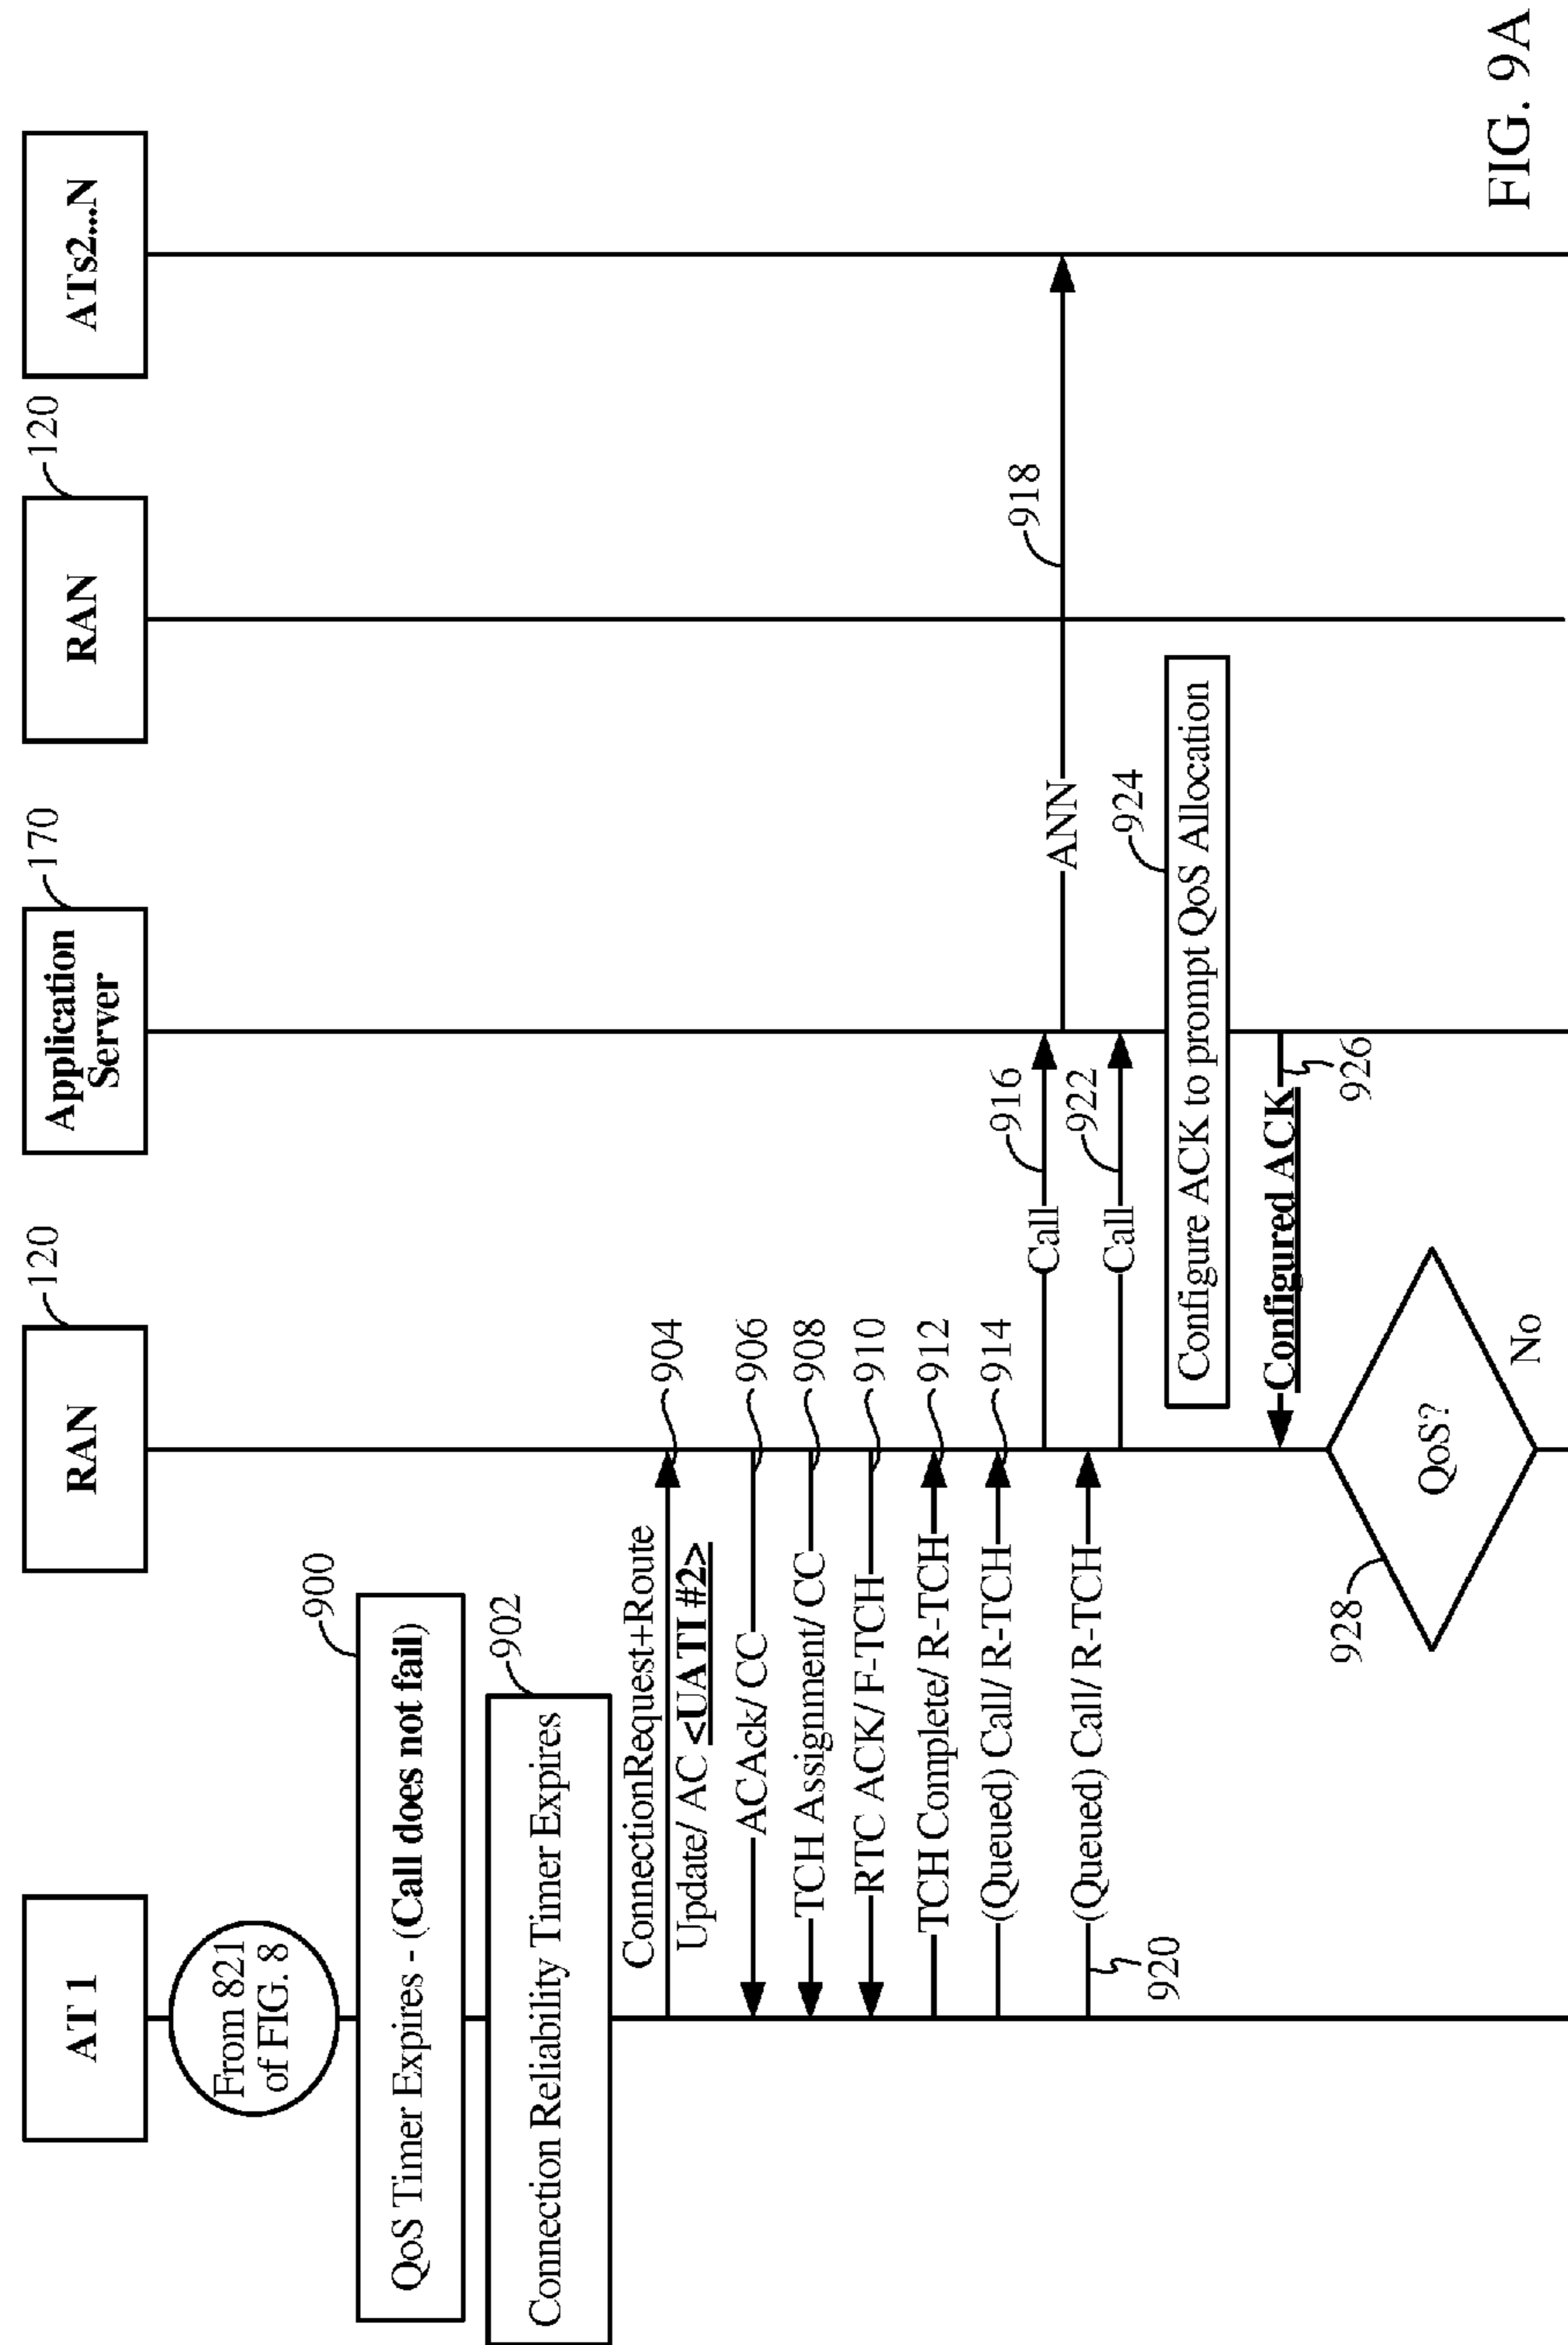 AT 1
RAN
120
Application
Server
170
RAN
120
ATs2...N
From 821
of FIG. 8
900
QoS Timer Expires - (Call does not fail)
902
Connection Reliability Timer Expires
ConnectionRequest+Route
Update/ AC <UATI #2>
904
ACAck/ CC
906
TCH Assignment/ CC
908
RTC ACK/ F-TCH
910
TCH Complete/ R-TCH
912
(Queued) Call/ R-TCH
914
Call
916
ANN
918
(Queued) Call/ R-TCH
920
Call
922
924
Configure ACK to prompt QoS Allocation
Configured ACK
926
928
QoS?
No
FIG. 9A